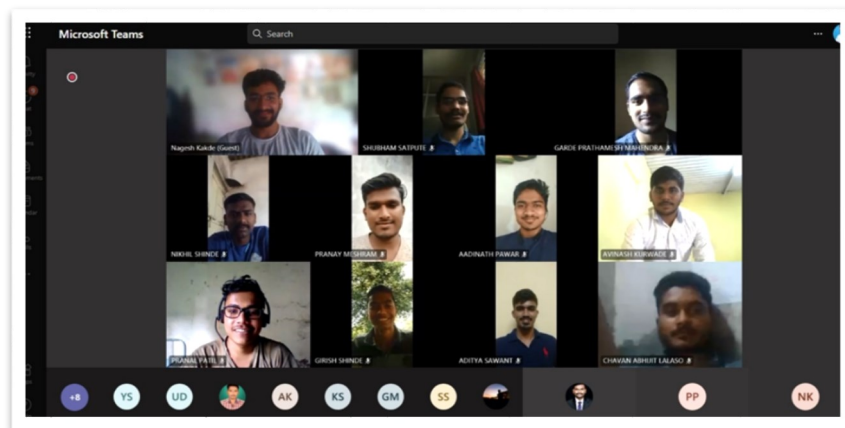 Microsoft Teams
Search
Nagesh Kakde (Guest)
SHUBHAM SATPUTE
GARDE PRATHAMESH MAHENDRA
NIKHIL SHINDE
PRANAY MESHRAM
AADINATH PAWAR
AVINASH KURWADE
PRANAL PATIL
GIRISH SHINDE
ADITYA SAWANT
CHAVAN ABHIJIT LALASO
+8
YS
UD
AK
KS
GM
SS
PP
NK